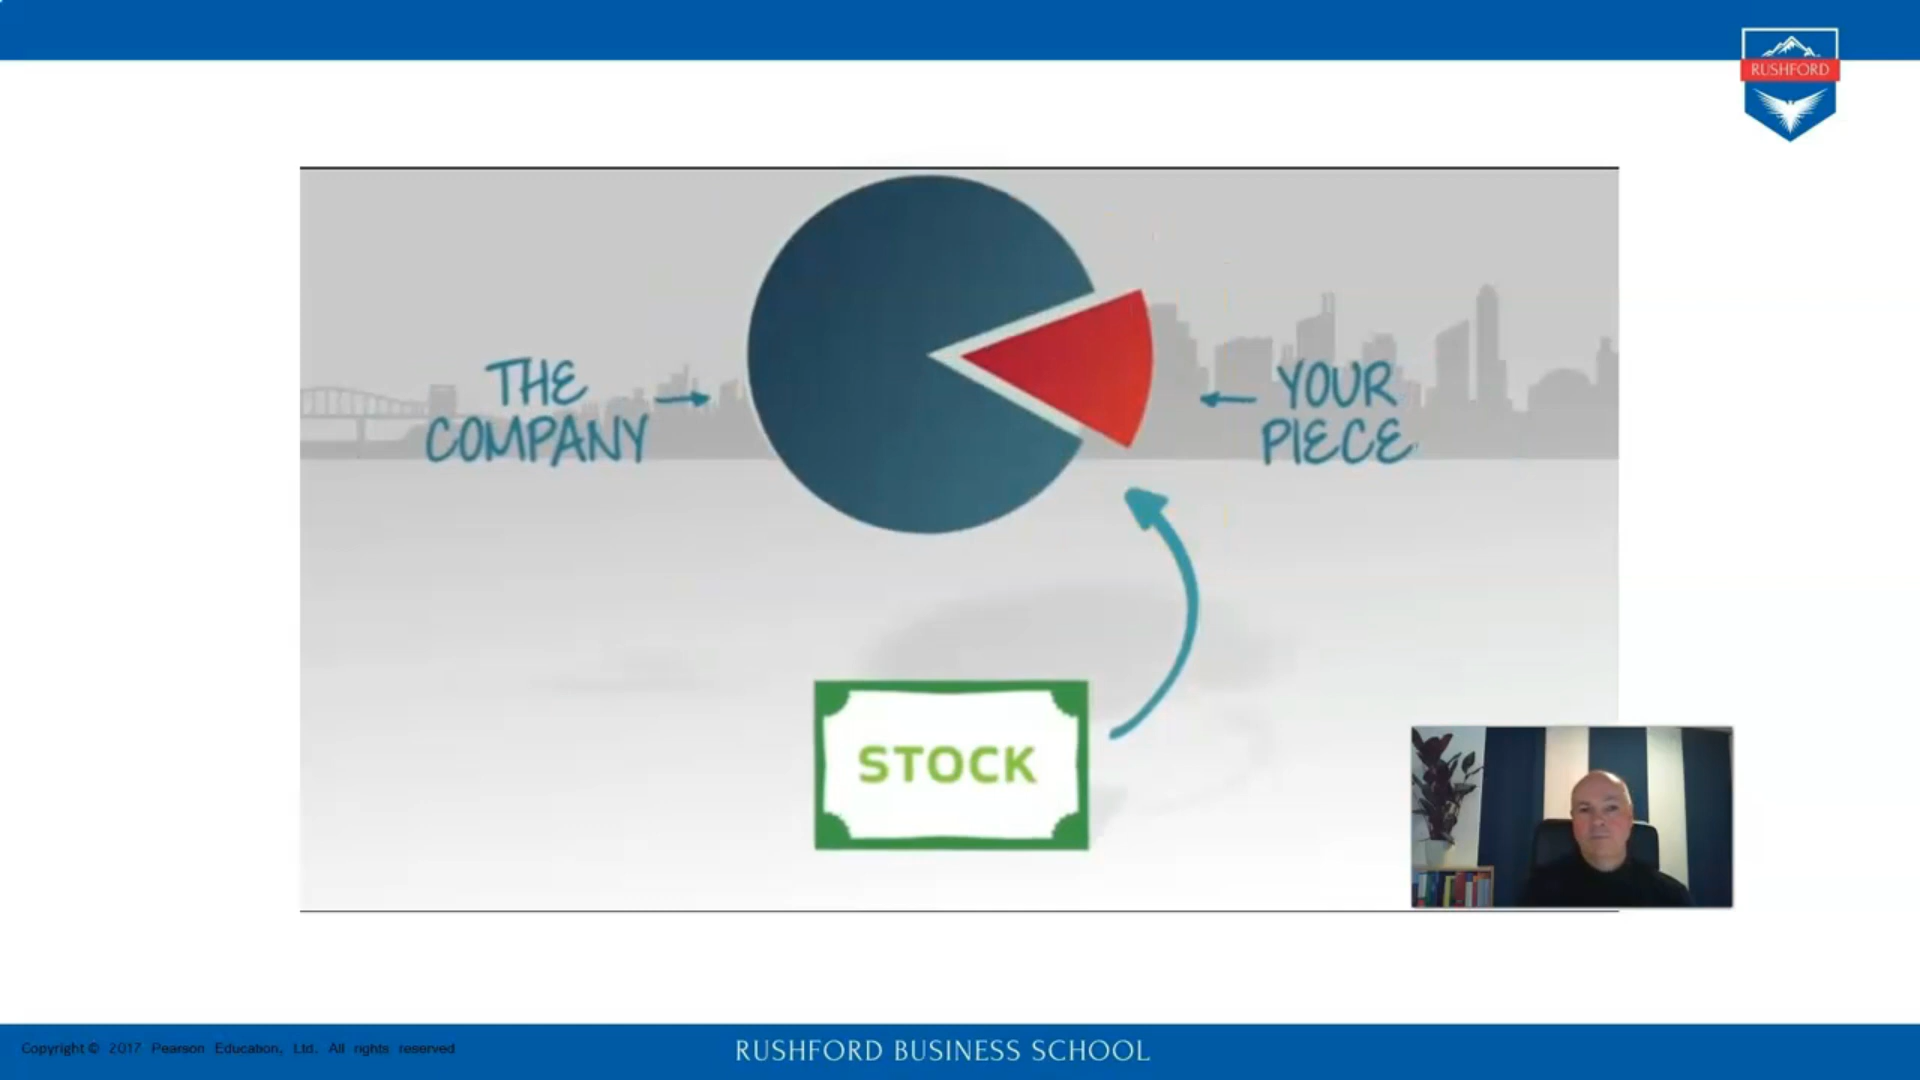 RUSHFORD
THE
COMPANY
YOUR
PIECE
STOCK
Copyright © 2017 Pearson Education, Ltd. All rights reserved
RUSHFORD BUSINESS SCHOOL